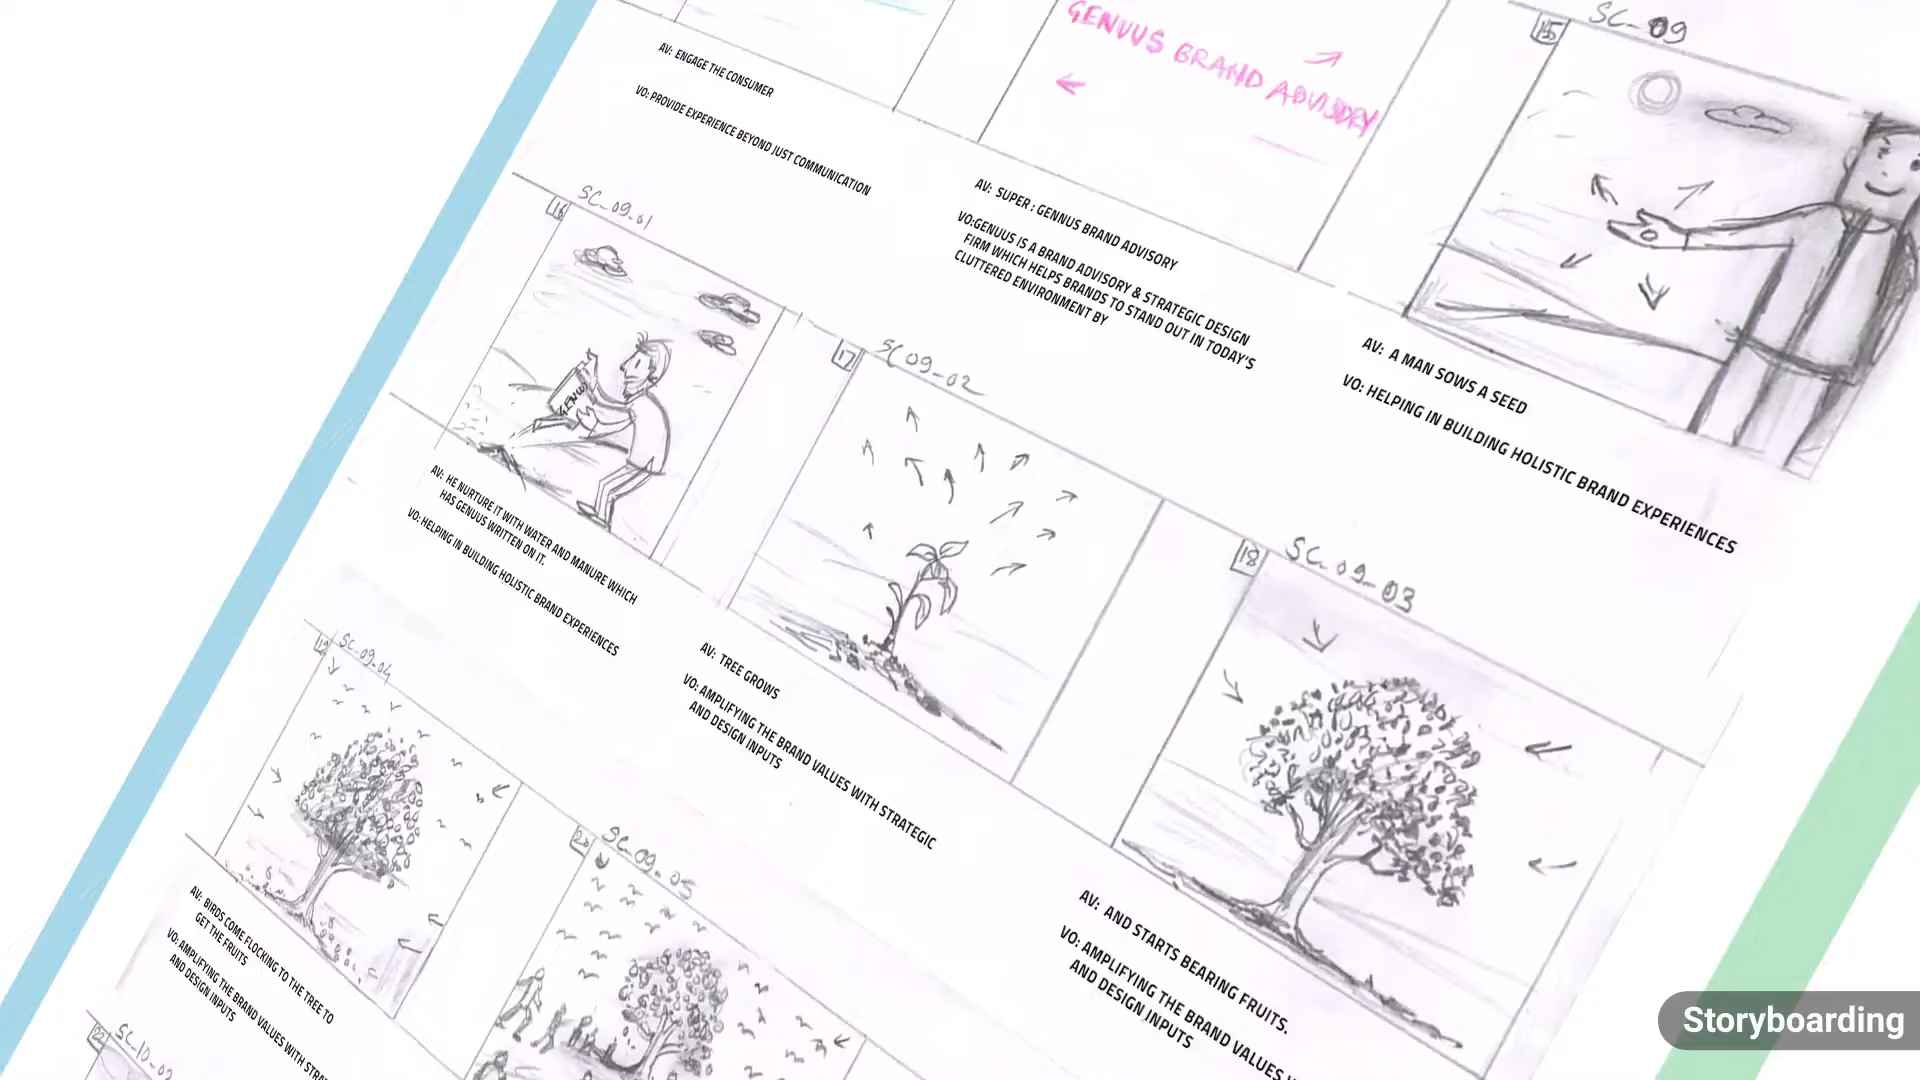 AV: ENGAGE THE CONSUMER
VO: PROVIDE EXPERIENCE BEYOND JUST COMMUNICATION
GENUUS BRAND ADVISORY
AV: SUPER : GENNUS BRAND ADVISORY
VO:GENUUS IS A BRAND ADVISORY & STRATEGIC DESIGN
FIRM WHICH HELPS BRANDS TO STAND OUT IN TODAY'S
CLUTTERED ENVIRONMENT BY
15
SC_09
AV: A MAN SOWS A SEED
VO: HELPING IN BUILDING HOLISTIC BRAND EXPERIENCES
16
SC_09_01
GENUU
AV: HE NURTURE IT WITH WATER AND MANURE WHICH
HAS GENUUS WRITTEN ON IT.
VO: HELPING IN BUILDING HOLISTIC BRAND EXPERIENCES
17
SC09_02
AV: TREE GROWS
VO: AMPLIFYING THE BRAND VALUES WITH STRATEGIC
AND DESIGN INPUTS
18
SC_09_03
AV: AND STARTS BEARING FRUITS.
VO: AMPLIFYING THE BRAND VALUES
AND DESIGN INPUTS
19
SC_09_04
AV: BIRDS COME FLOCKING TO THE TREE TO
GET THE FRUITS
VO: AMPLIFYING THE BRAND VALUES WITH STRA
AND DESIGN INPUTS
SC_09_05
22
SC_10_02
Storyboarding